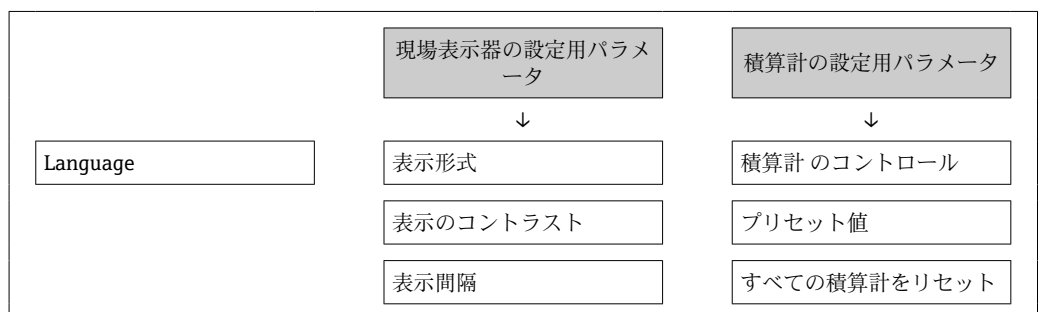 現場表示器の設定用パラメ
ータ
積算計の設定用パラメータ
↓
↓
Language
表示形式
積算計 のコントロール
表示のコントラスト
プリセット値
表示間隔
すべての積算計をリセット